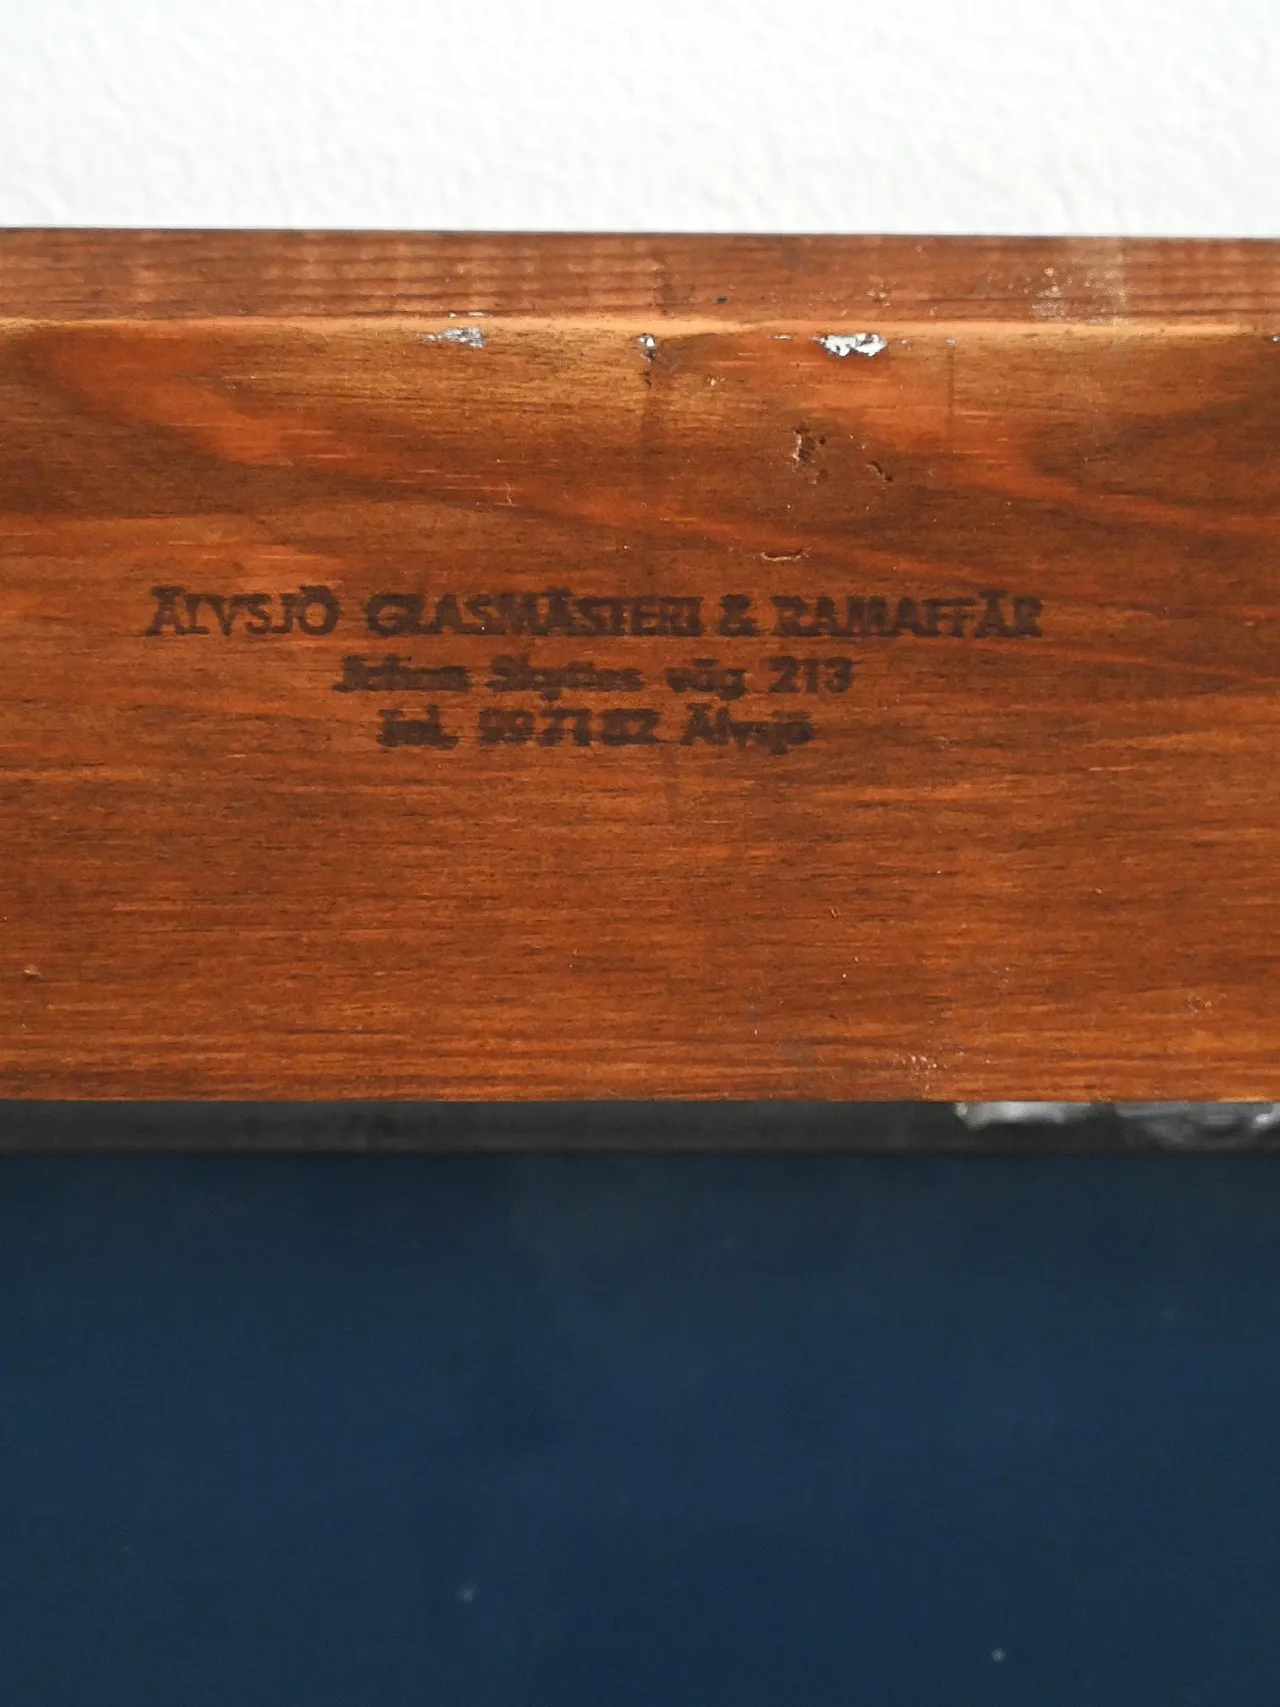 ÄLVSJÖ GLASMÄSTERI & RAMAFFÄR
Johan Skyttes väg 213
Tel. 99 71 82 Älvsjö